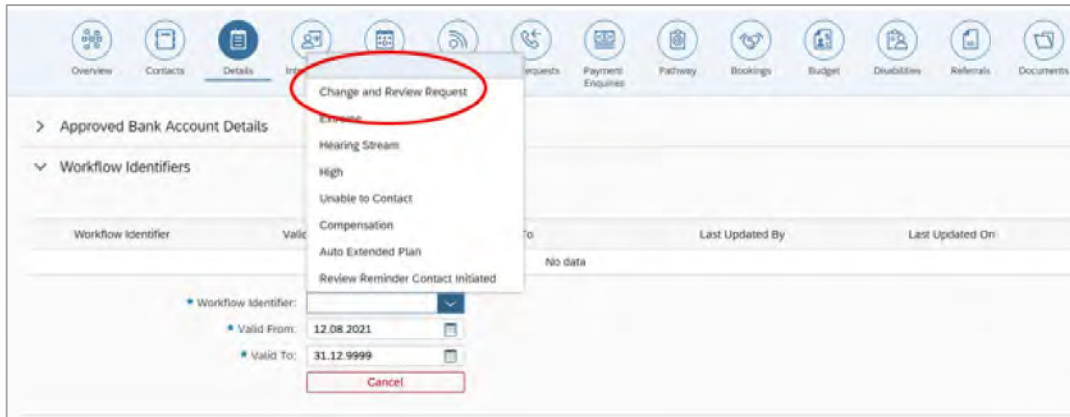 Overview Contacts Details Requests Payment Enquiries Pathway Bookings Budget Disabilities Referrals Documents
Change and Review Request
> Approved Bank Account Details
Extreme
Hearing Stream
Workflow Identifiers
High
Unable to Contact
Workflow Identifier Last Updated By Last Updated On
Compensation
Auto Extended Plan
No data
Review Reminder Contact Initiated
* Workflow Identifier:
* Valid From: 12.08.2021
* Valid To: 31.12.9999
Cancel